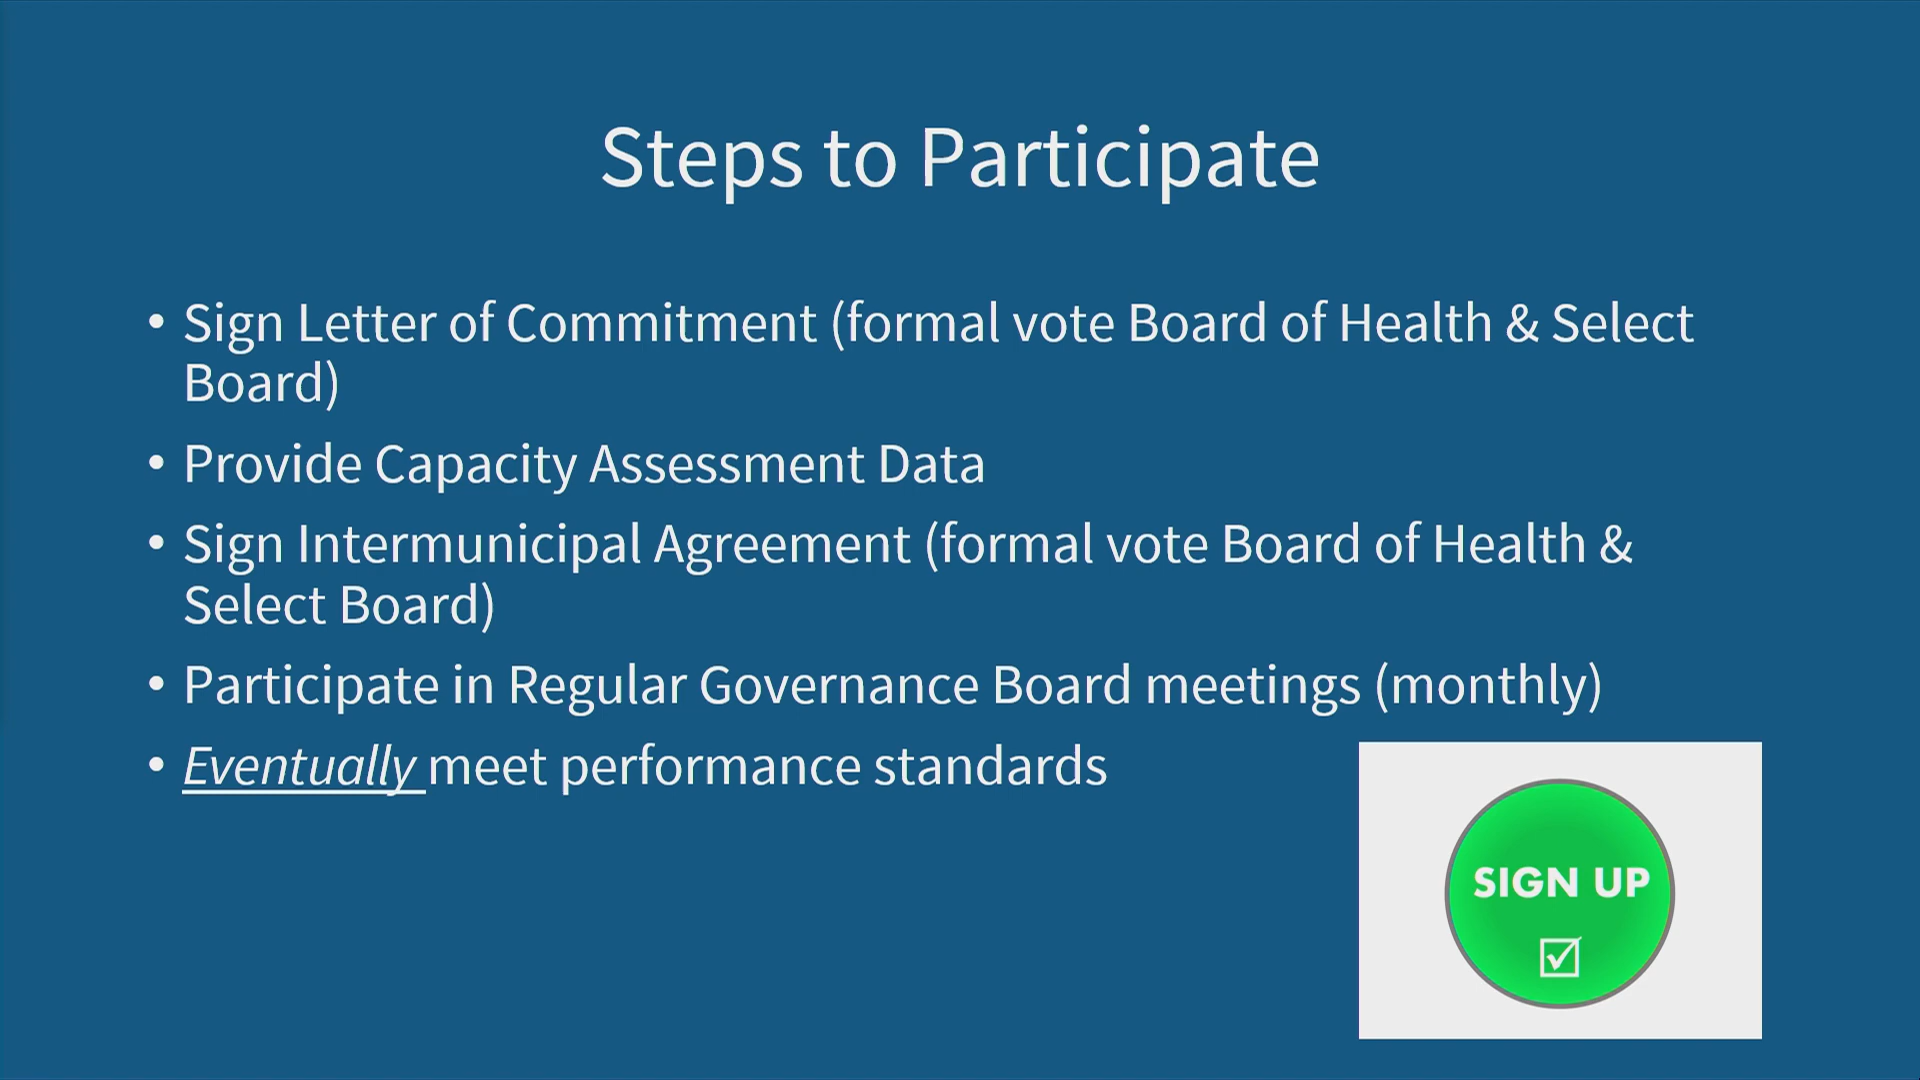 Steps to Participate
• Sign Letter of Commitment (formal vote Board of Health & Select
Board)
• Provide Capacity Assessment Data
• Sign Intermunicipal Agreement (formal vote Board of Health &
Select Board)
• Participate in Regular Governance Board meetings (monthly)
• Eventually meet performance standards
SIGN UP